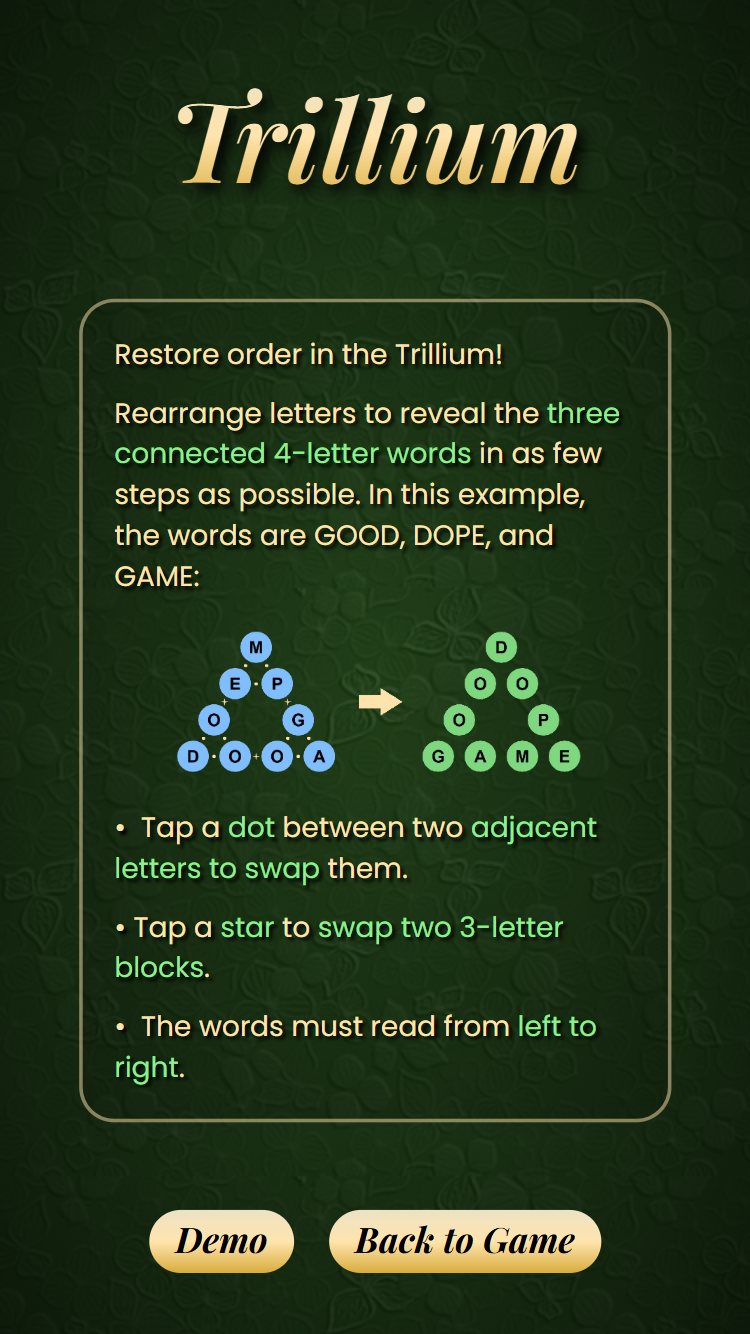 Trillium
Restore order in the Trillium!
Rearrange letters to reveal the three
connected 4-letter words in as few
steps as possible. In this example,
the words are GOOD, DOPE, and
GAME:
M
E P
O G
D O O A
D
O O
O P
G A M E
• Tap a dot between two adjacent
letters to swap them.
• Tap a star to swap two 3-letter
blocks.
• The words must read from left to
right.
Demo
Back to Game